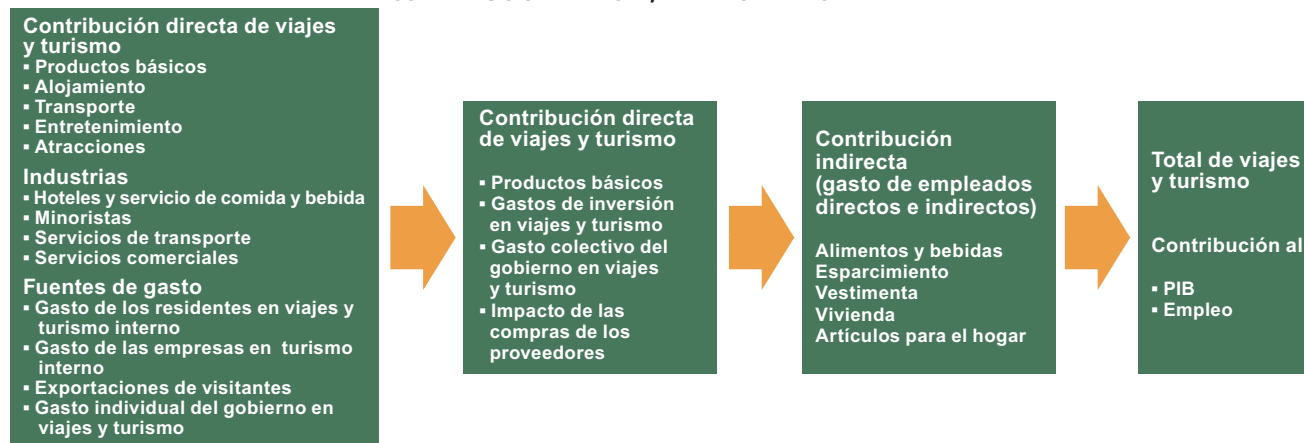 Contribución directa de viajes
y turismo
▪ Productos básicos
▪ Alojamiento
▪ Transporte
▪ Entretenimiento
▪ Atracciones
Industrias
▪ Hoteles y servicio de comida y bebida
▪ Minoristas
▪ Servicios de transporte
▪ Servicios comerciales
Fuentes de gasto
▪ Gasto de los residentes en viajes y
turismo interno
▪ Gasto de las empresas en turismo
interno
▪ Exportaciones de visitantes
▪ Gasto individual del gobierno en
viajes y turismo
Contribución directa
de viajes y turismo
▪ Productos básicos
▪ Gastos de inversión
en viajes y turismo
▪ Gasto colectivo del
gobierno en viajes
y turismo
▪ Impacto de las
compras de los
proveedores
Contribución
indirecta
(gasto de empleados
directos e indirectos)
Alimentos y bebidas
Esparcimiento
Vestimenta
Vivienda
Artículos para el hogar
Total de viajes
y turismo
Contribución al
▪ PIB
▪ Empleo